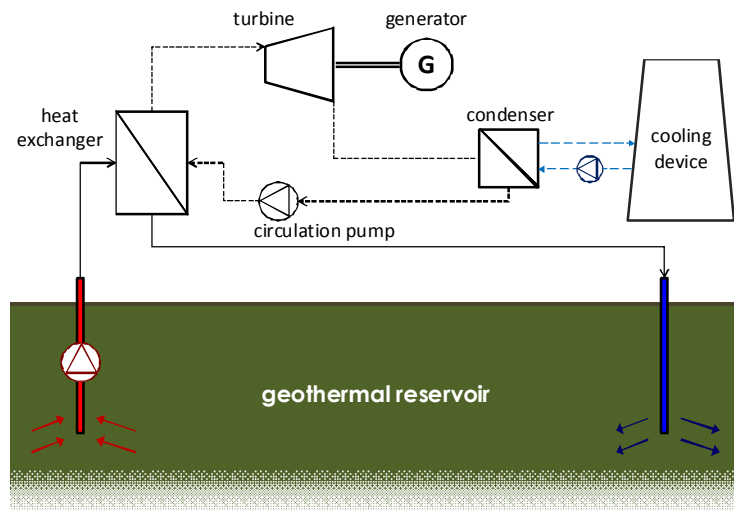 turbine
generator
G
heat
exchanger
condenser
cooling
device
circulation pump
geothermal reservoir